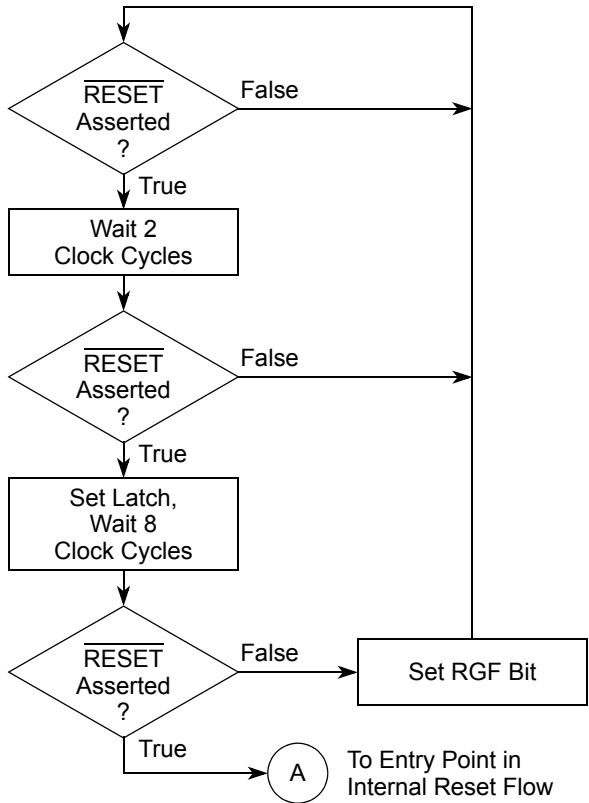 RESET
Asserted
?
False
True
Wait 2
Clock Cycles
RESET
Asserted
?
False
True
Set Latch,
Wait 8
Clock Cycles
RESET
Asserted
?
False
Set RGF Bit
True
A
To Entry Point in
Internal Reset Flow